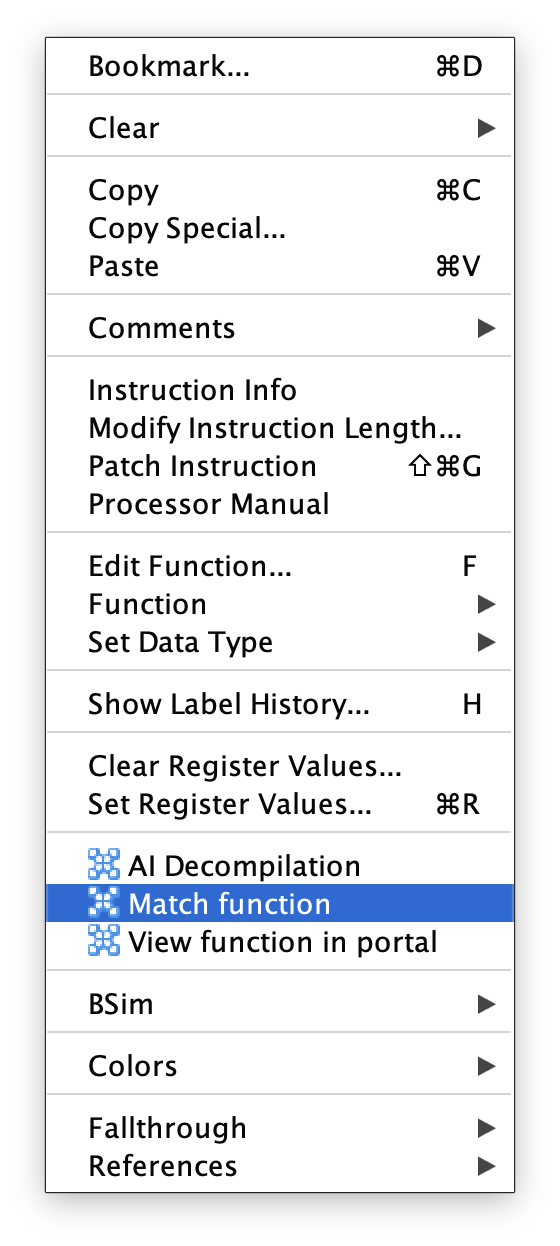 Bookmark... ⌘D
Clear
Copy ⌘C
Copy Special...
Paste ⌘V
Comments
Instruction Info
Modify Instruction Length...
Patch Instruction ⇧⌘G
Processor Manual
Edit Function... F
Function
Set Data Type
Show Label History... H
Clear Register Values...
Set Register Values... ⌘R
AI Decompilation
Match function
View function in portal
BSim
Colors
Fallthrough
References